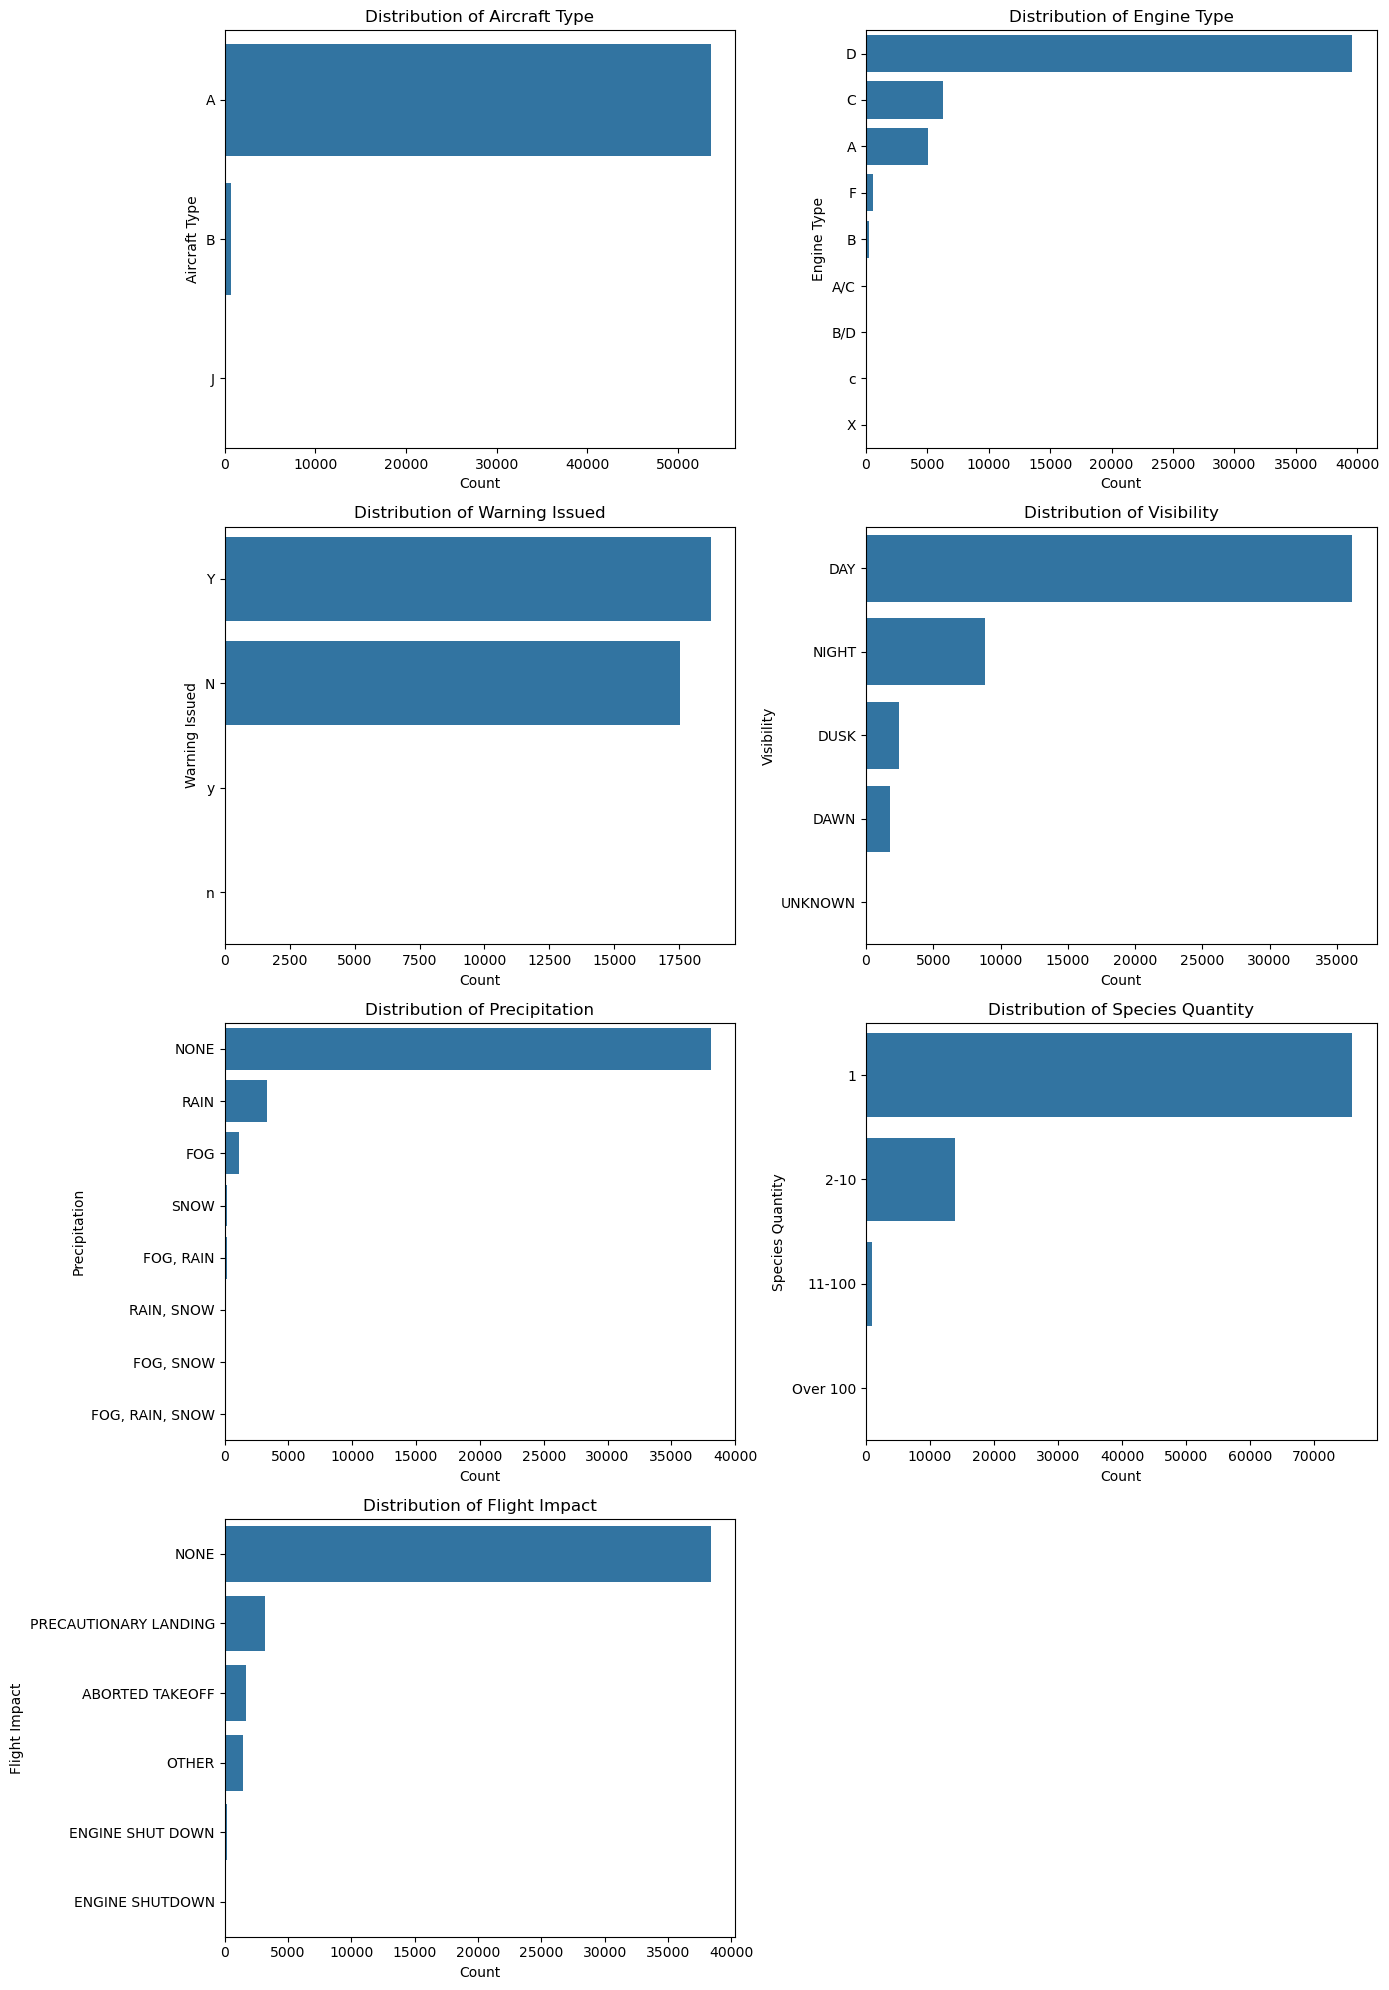 Distribution of Aircraft Type
Aircraft Type
A
B
J
0 10000 20000 30000 40000 50000
Count
Distribution of Engine Type
Engine Type
D
C
A
F
B
A/C
B/D
c
X
0 5000 10000 15000 20000 25000 30000 35000 40000
Count
Distribution of Warning Issued
Warning Issued
Y
N
y
n
0 2500 5000 7500 10000 12500 15000 17500
Count
Distribution of Visibility
Visibility
DAY
NIGHT
DUSK
DAWN
UNKNOWN
0 5000 10000 15000 20000 25000 30000 35000
Count
Distribution of Precipitation
Precipitation
NONE
RAIN
FOG
SNOW
FOG, RAIN
RAIN, SNOW
FOG, SNOW
FOG, RAIN, SNOW
0 5000 10000 15000 20000 25000 30000 35000 40000
Count
Distribution of Species Quantity
Species Quantity
1
2-10
11-100
Over 100
0 10000 20000 30000 40000 50000 60000 70000
Count
Distribution of Flight Impact
Flight Impact
NONE
PRECAUTIONARY LANDING
ABORTED TAKEOFF
OTHER
ENGINE SHUT DOWN
ENGINE SHUTDOWN
0 5000 10000 15000 20000 25000 30000 35000 40000
Count